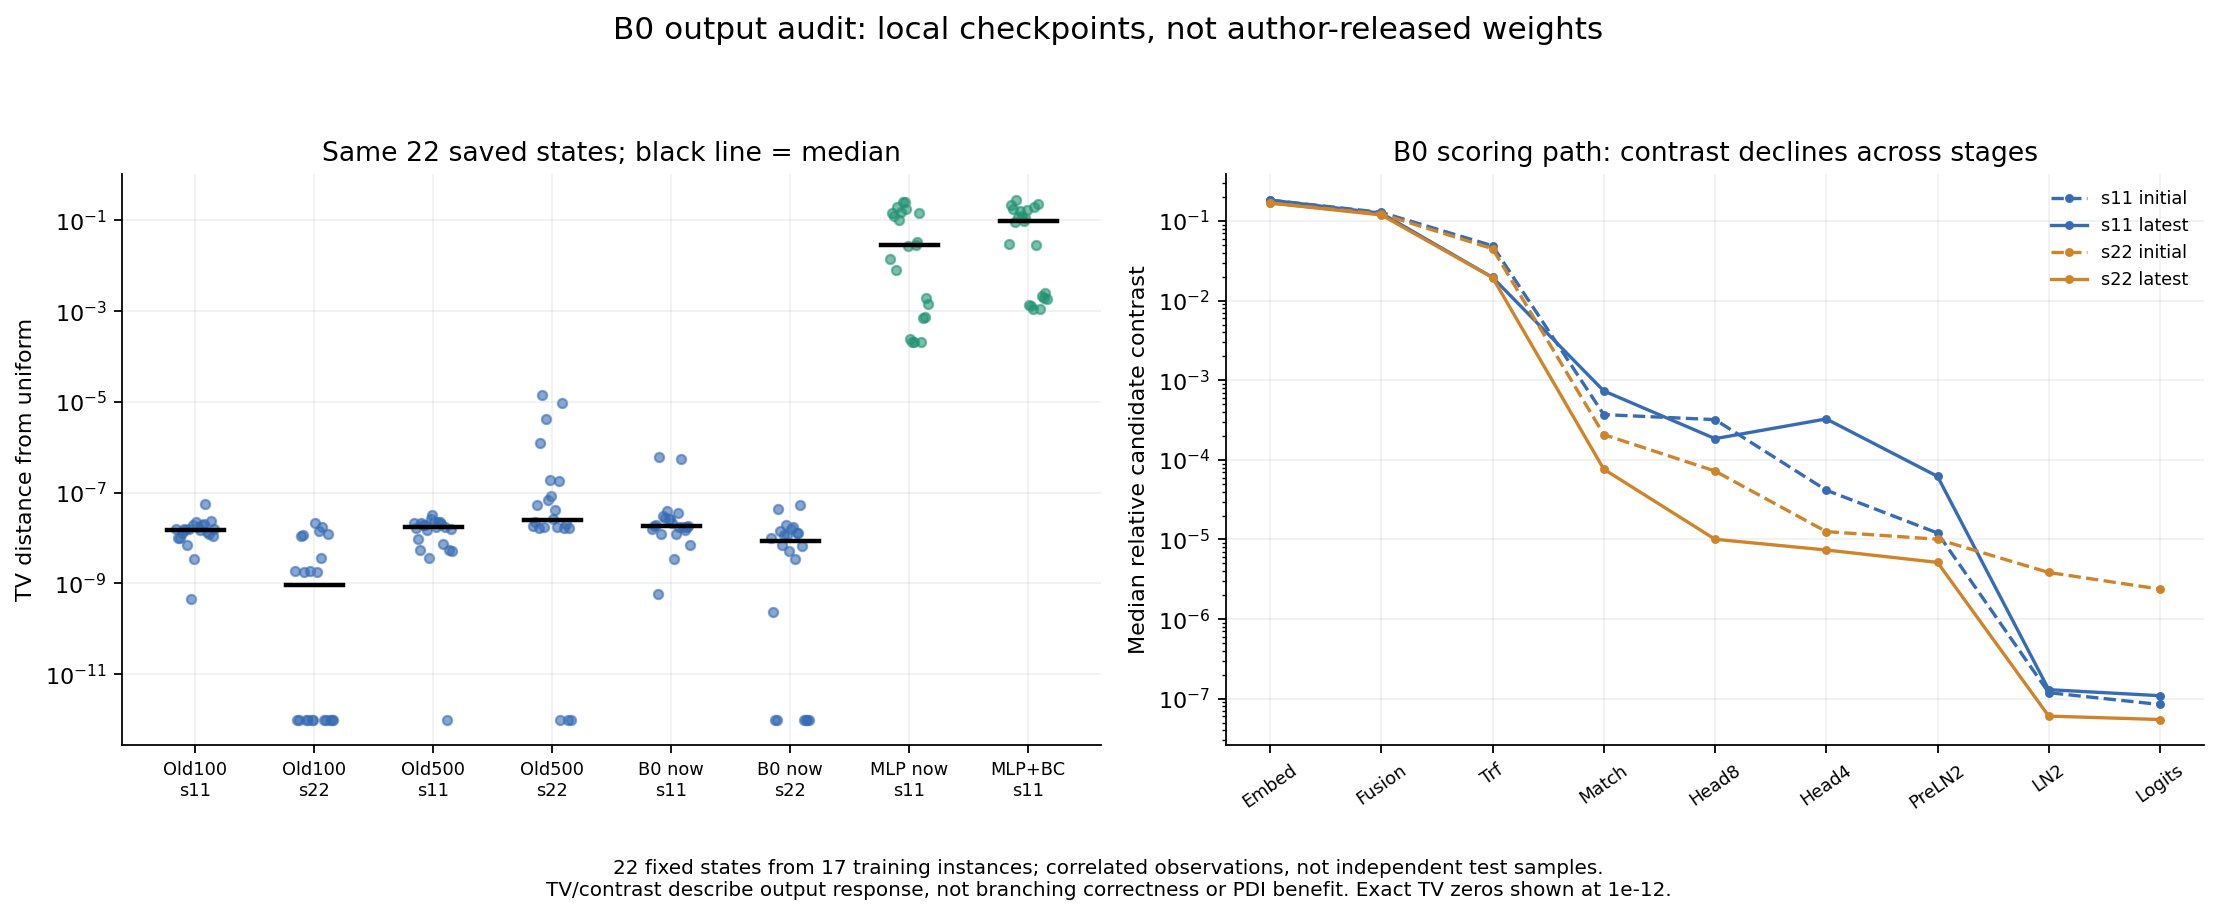 B0 output audit: local checkpoints, not author-released weights
Same 22 saved states; black line = median
TV distance from uniform
10⁻¹
10⁻³
10⁻⁵
10⁻⁷
10⁻⁹
10⁻¹¹
Old100
s11
Old100
s22
Old500
s11
Old500
s22
B0 now
s11
B0 now
s22
MLP now
s11
MLP+BC
s11
B0 scoring path: contrast declines across stages
Median relative candidate contrast
10⁻¹
10⁻²
10⁻³
10⁻⁴
10⁻⁵
10⁻⁶
10⁻⁷
s11 initial
s11 latest
s22 initial
s22 latest
Embed
Fusion
Trf
Match
Head8
Head4
PreLN2
LN2
Logits
22 fixed states from 17 training instances; correlated observations, not independent test samples.
TV/contrast describe output response, not branching correctness or PDI benefit. Exact TV zeros shown at 1e-12.